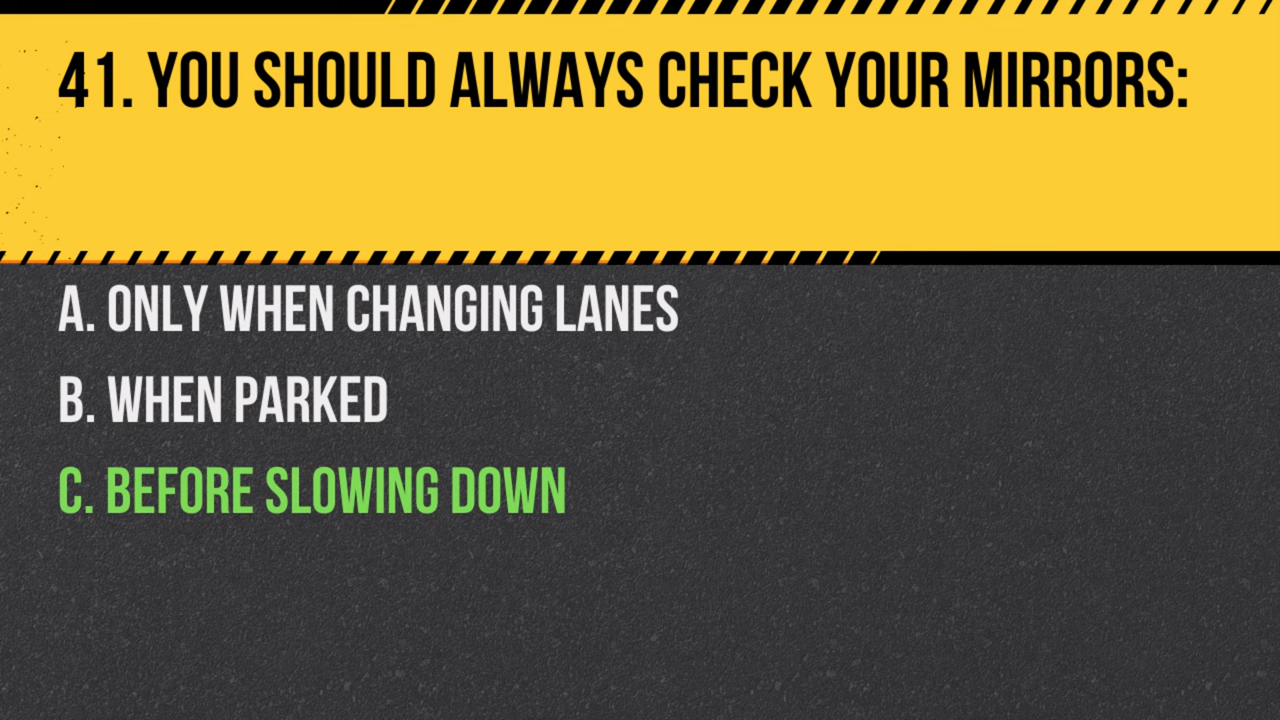 41. YOU SHOULD ALWAYS CHECK YOUR MIRRORS:
A. ONLY WHEN CHANGING LANES
B. WHEN PARKED
C. BEFORE SLOWING DOWN